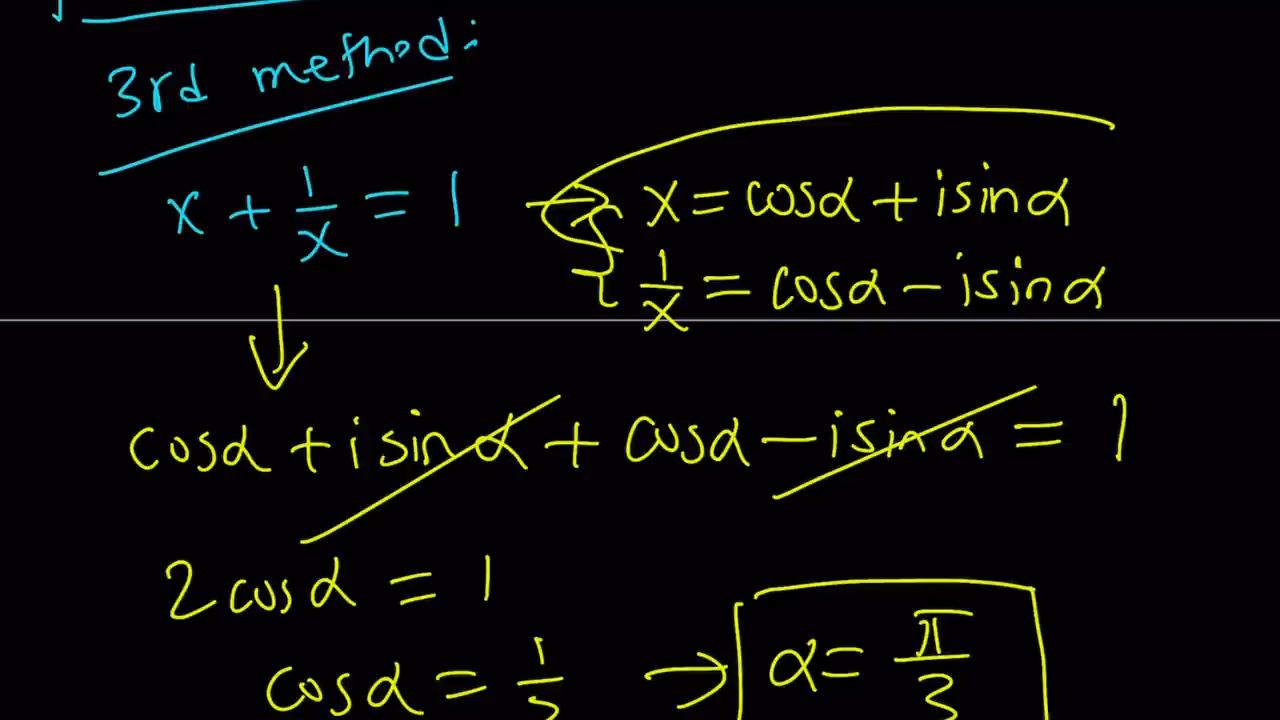 3rd method:
x + 1/x = 1 → x = cosα + isinα
1/x = cosα − isinα
cosα + isinα + cosα − isinα = 1
2cosα = 1
cosα = 1/2 → α = π/3